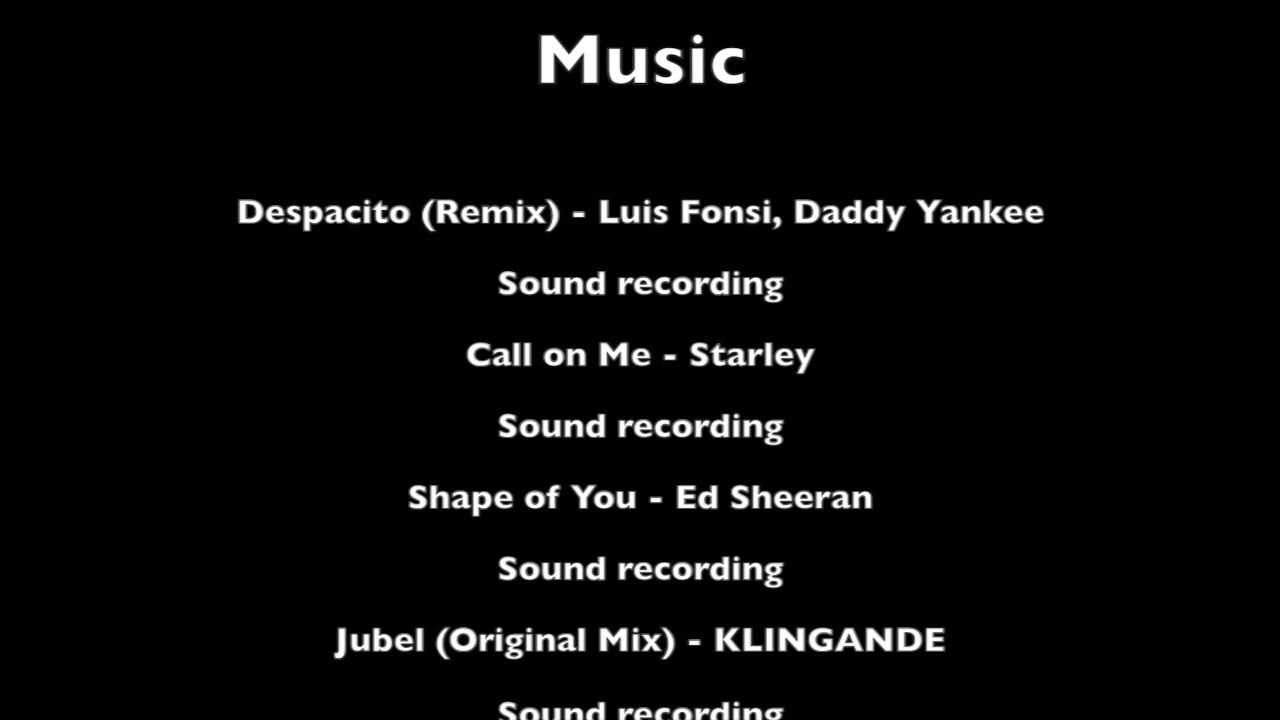 Music
Despacito (Remix) - Luis Fonsi, Daddy Yankee
Sound recording
Call on Me - Starley
Sound recording
Shape of You - Ed Sheeran
Sound recording
Jubel (Original Mix) - KLINGANDE
Sound recording